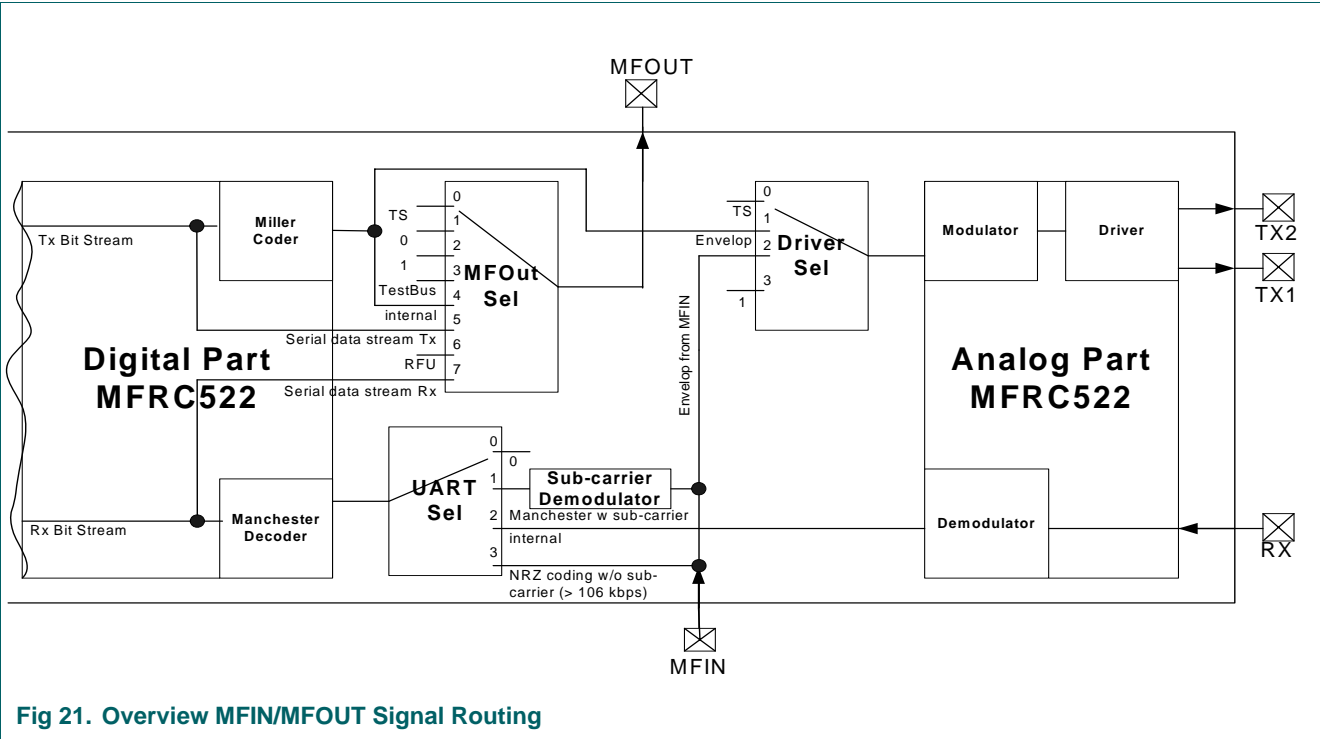 MFOUT
Miller
Coder
Tx Bit Stream
0
TS
1
0
2
1
3
TestBus
4
internal
5
Serial data stream Tx
6
RFU
7
Serial data stream Rx
MFOut
Sel
Digital Part
MFRC522
0
TS
1
Envelop
2
3
1
Driver
Sel
Envelop from MFIN
Modulator
Driver
TX2
TX1
Analog Part
MFRC522
Rx Bit Stream
Manchester
Decoder
UART
Sel
0
0
1
Sub-carrier
Demodulator
2
Manchester w sub-carrier
internal
3
NRZ coding w/o sub-
carrier (> 106 kbps)
Demodulator
RX
MFIN
Fig 21. Overview MFIN/MFOUT Signal Routing